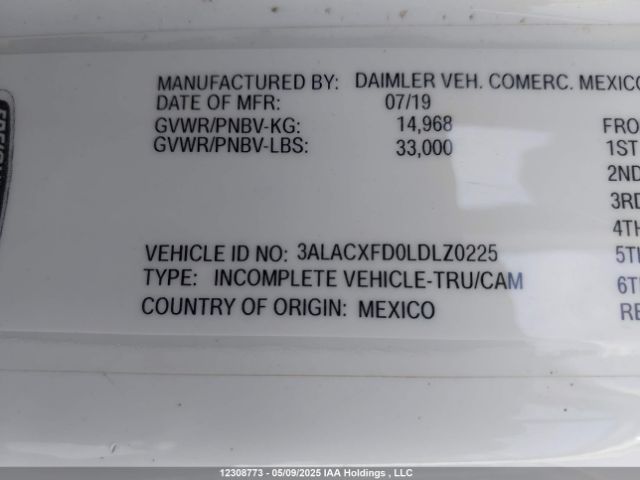 MANUFACTURED BY: DAIMLER VEH. COMERC. MEXICO
DATE OF MFR: 07/19
GVWR/PNBV-KG: 14,968
GVWR/PNBV-LBS: 33,000
FRO
1ST
2ND
3RD
4TH
5TH
6TH
RE
VEHICLE ID NO: 3ALACXFD0LDLZ0225
TYPE: INCOMPLETE VEHICLE-TRU/CAM
COUNTRY OF ORIGIN: MEXICO
12308773 - 05/09/2025 IAA Holdings , LLC